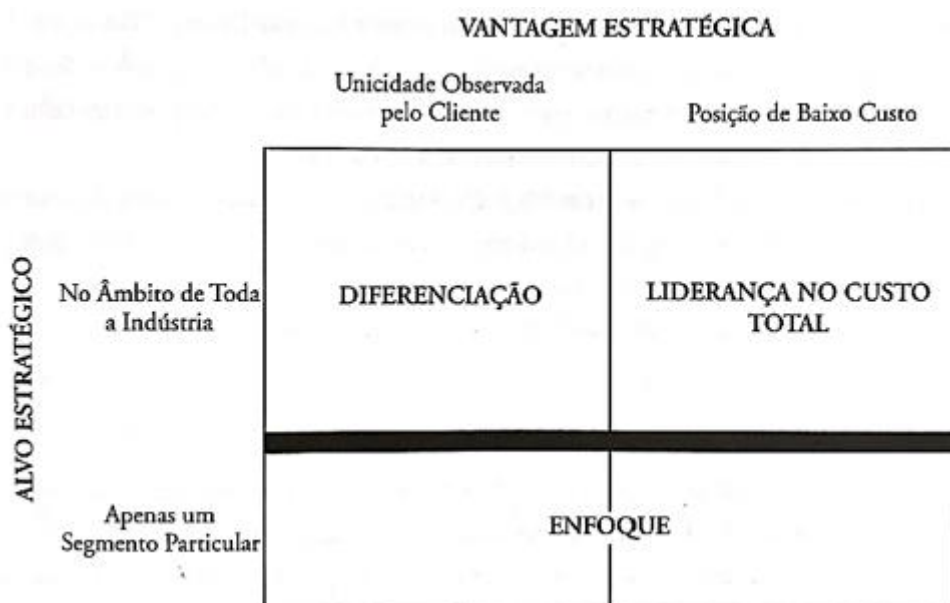 VANTAGEM ESTRATÉGICA
Unicidade Observada
pelo Cliente
Posição de Baixo Custo
ALVO ESTRATÉGICO
No Âmbito de Toda
a Indústria
DIFERENCIAÇÃO
LIDERANÇA NO CUSTO
TOTAL
Apenas um
Segmento Particular
ENFOQUE